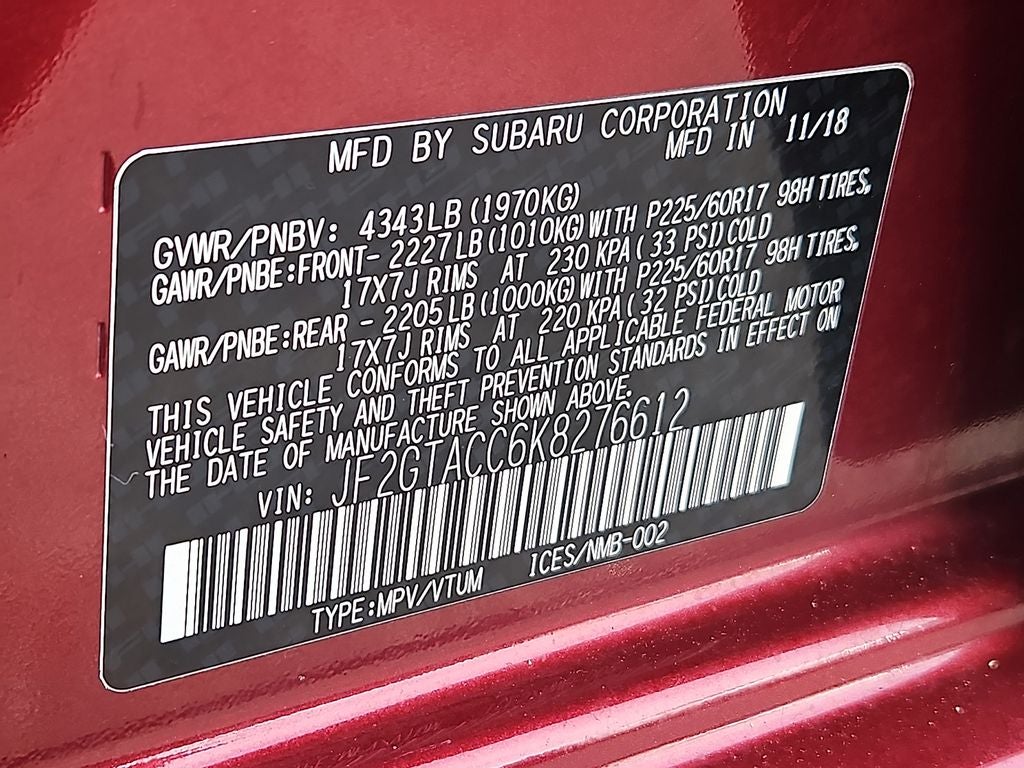 MFD BY SUBARU CORPORATION
MFD IN 11/18
GVWR/PNBV: 4343LB(1970KG)
GAWR/PNBE:FRONT- 2227LB(1010KG)WITH P225/60R17 98H TIRES,
17X7J RIMS AT 230 KPA(33 PSI)COLD
GAWR/PNBE:REAR - 2205LB(1000KG)WITH P225/60R17 98H TIRES,
17X7J RIMS AT 220 KPA(32 PSI)COLD
THIS VEHICLE CONFORMS TO ALL APPLICABLE FEDERAL MOTOR
VEHICLE SAFETY AND THEFT PREVENTION STANDARDS IN EFFECT ON
THE DATE OF MANUFACTURE SHOWN ABOVE.
VIN: JF2GTACC6K8276612
TYPE:MPV/VTUM ICES/NMB-002